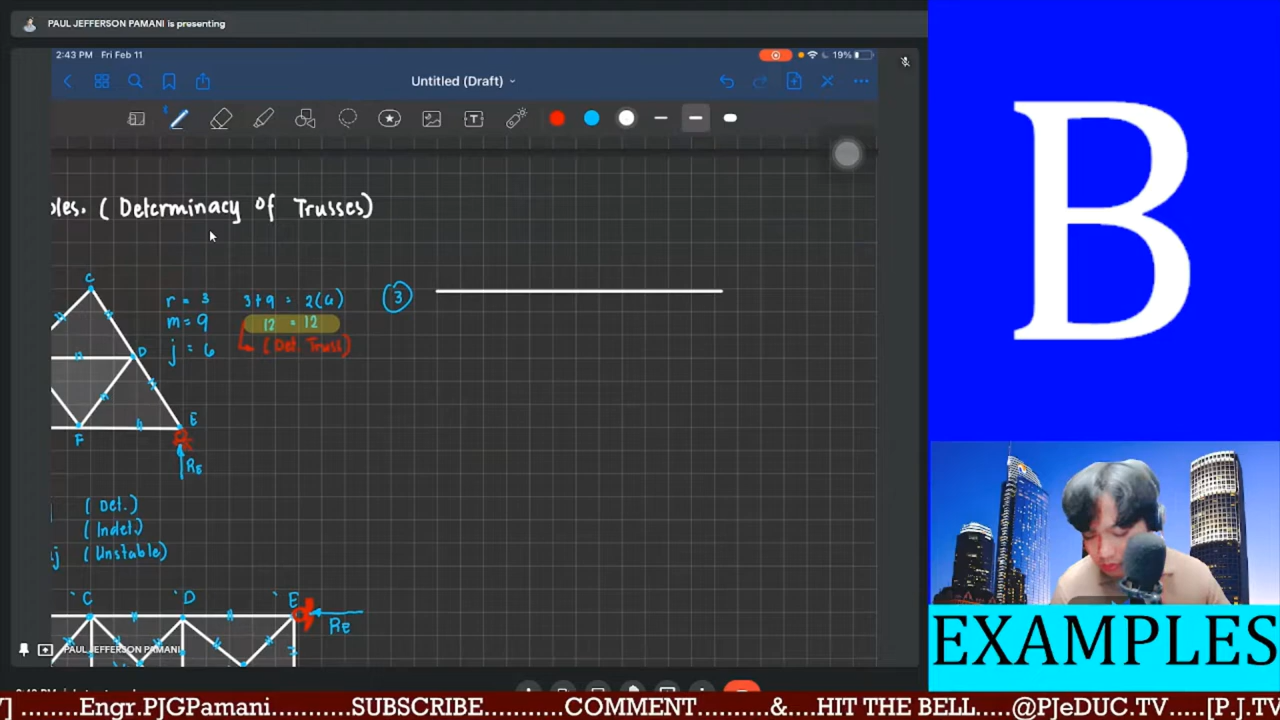 PAUL JEFFERSON PAMANI is presenting
2:43 PM Fri Feb 11
19%
Untitled (Draft)
T
ples. ( Determinacy of Trusses)
C
D
E
F
RE
r = 3
m = 9
j = 6
3+9 = 2(6)
12 = 12
(Det. Truss)
3
j (Det.)
(Indet.)
j (Unstable)
C
D
E
RE
PAUL JEFFERSON PAMANI
B
EXAMPLES
V] ........Engr.PJGPamani...........SUBSCRIBE...........COMMENT.........&....HIT THE BELL.....@PJeDUC.TV.....[P.J.TV